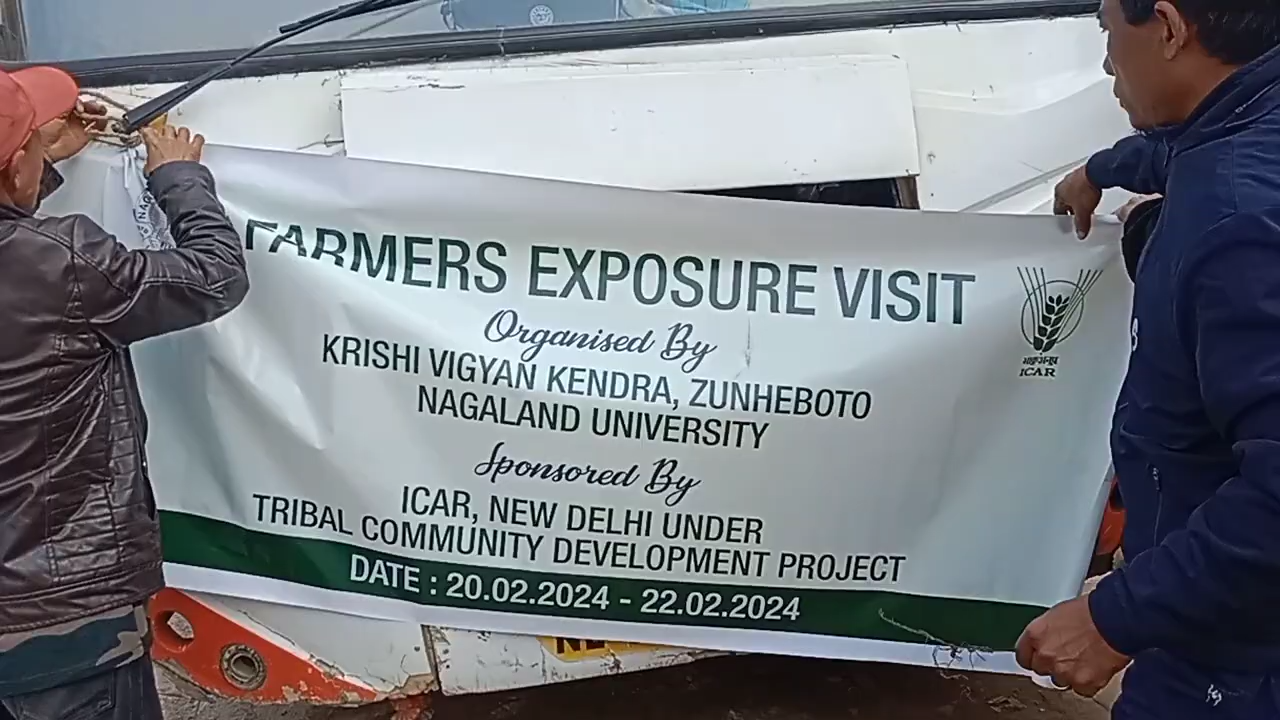 FARMERS EXPOSURE VISIT
Organised By
KRISHI VIGYAN KENDRA, ZUNHEBOTO
NAGALAND UNIVERSITY
Sponsored By
ICAR, NEW DELHI UNDER
TRIBAL COMMUNITY DEVELOPMENT PROJECT
DATE : 20.02.2024 - 22.02.2024
ICAR